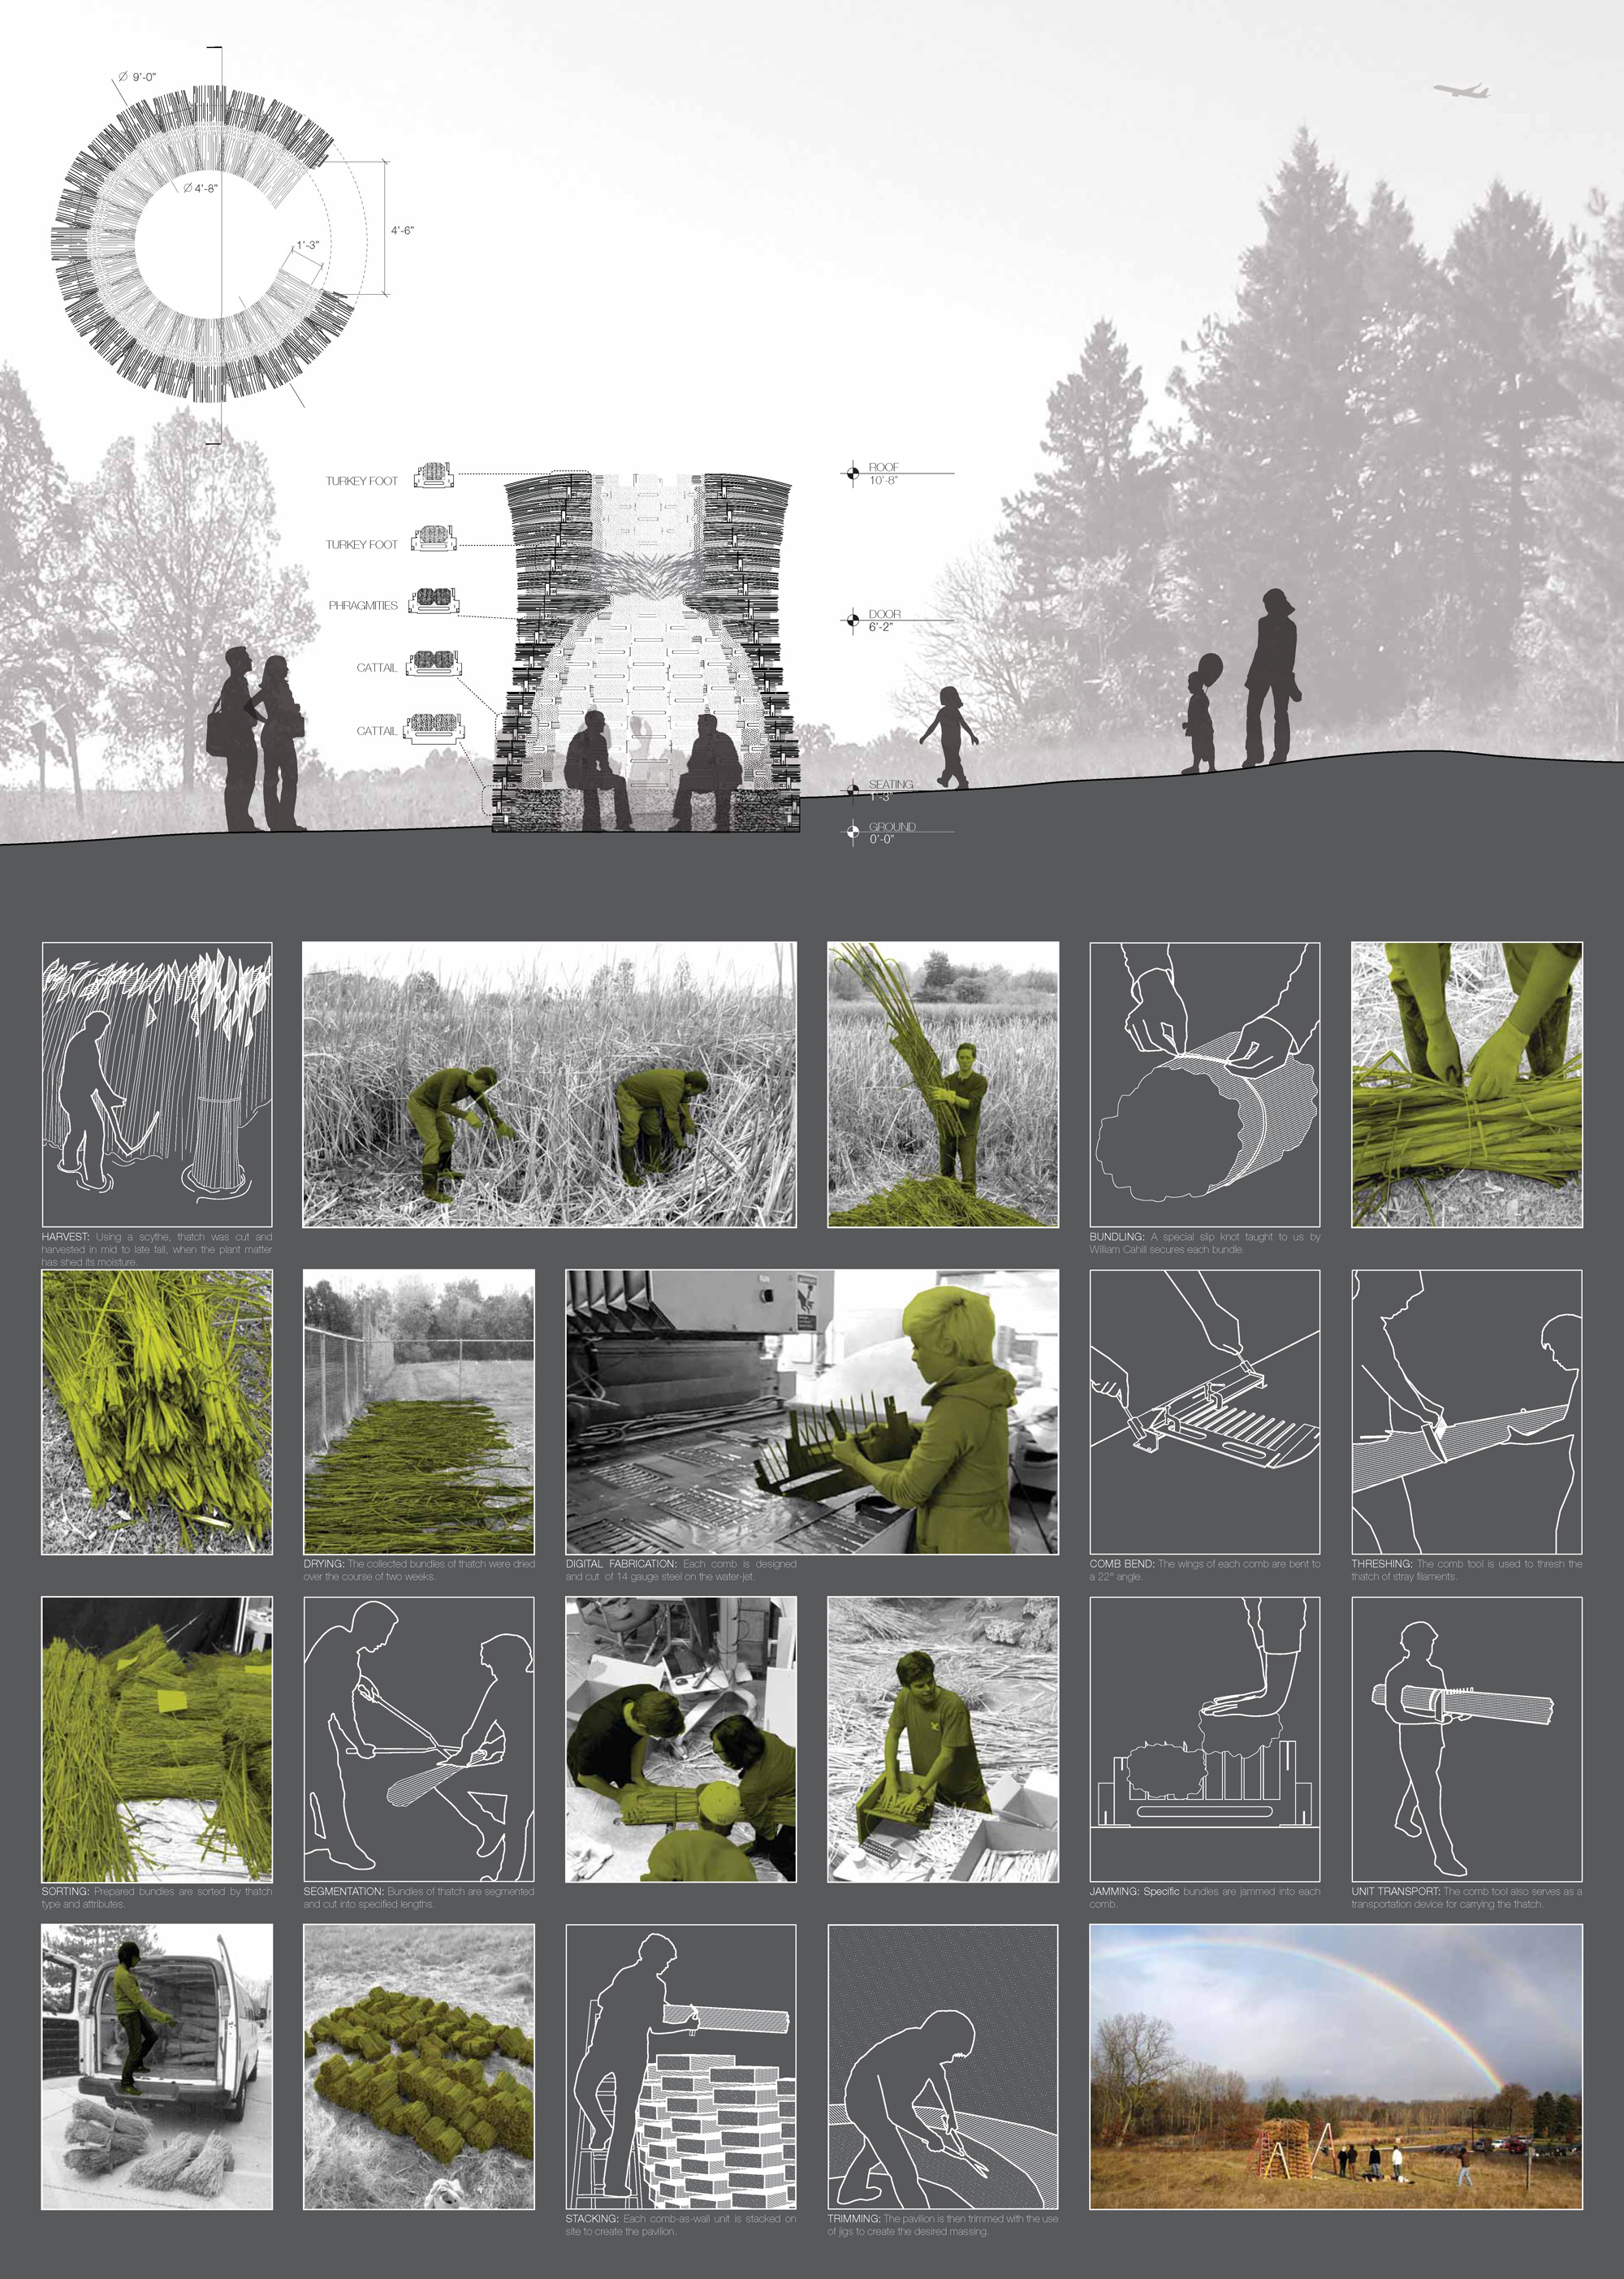 Ø 9'-0"
Ø 4'-8"
4'-6"
1'-3"
TURKEY FOOT
TURKEY FOOT
PHRAGMITIES
CATTAIL
CATTAIL
ROOF
10'-8"
DOOR
6'-2"
SEATING
1'-3"
GROUND
0'-0"
HARVEST: Using a scythe, thatch was cut and
harvested in mid to late fall, when the plant matter
has shed its moisture.
BUNDLING: A special slip knot taught to us by
William Cahill secures each bundle.
DRYING: The collected bundles of thatch were dried
over the course of two weeks.
DIGITAL FABRICATION: Each comb is designed
and cut of 14 gauge steel on the water-jet.
COMB BEND: The wings of each comb are bent to
a 22° angle.
THRESHING: The comb tool is used to thresh the
thatch of stray filaments.
SORTING: Prepared bundles are sorted by thatch
type and attributes.
SEGMENTATION: Bundles of thatch are segmented
and cut into specified lengths.
JAMMING: Specific bundles are jammed into each
comb.
UNIT TRANSPORT: The comb tool also serves as a
transportation device for carrying the thatch.
STACKING: Each comb-as-wall unit is stacked on
site to create the pavilion.
TRIMMING: The pavilion is then trimmed with the use
of jigs to create the desired massing.